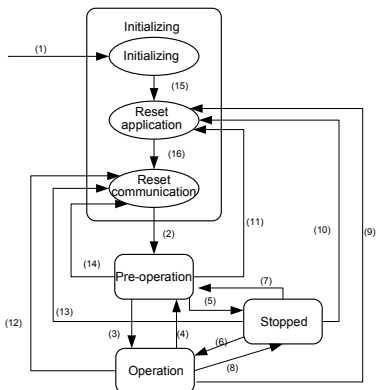 Initializing
(1)
Initializing
(15)
Reset
application
(16)
Reset
communication
(2)
(11)
(10)
(9)
(14)
Pre-operation
(7)
(5)
(12)
(13)
(3)
(4)
(6)
Stopped
Operation
(8)